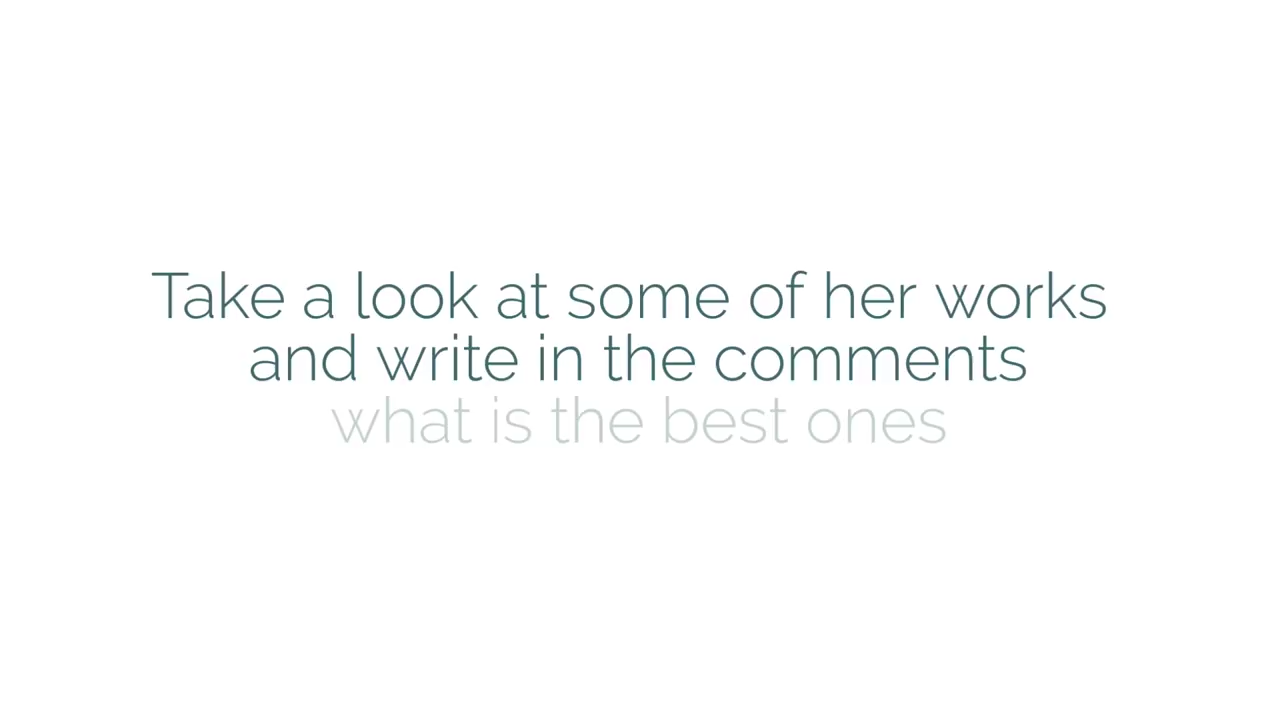 Take a look at some of her works
and write in the comments
what is the best ones